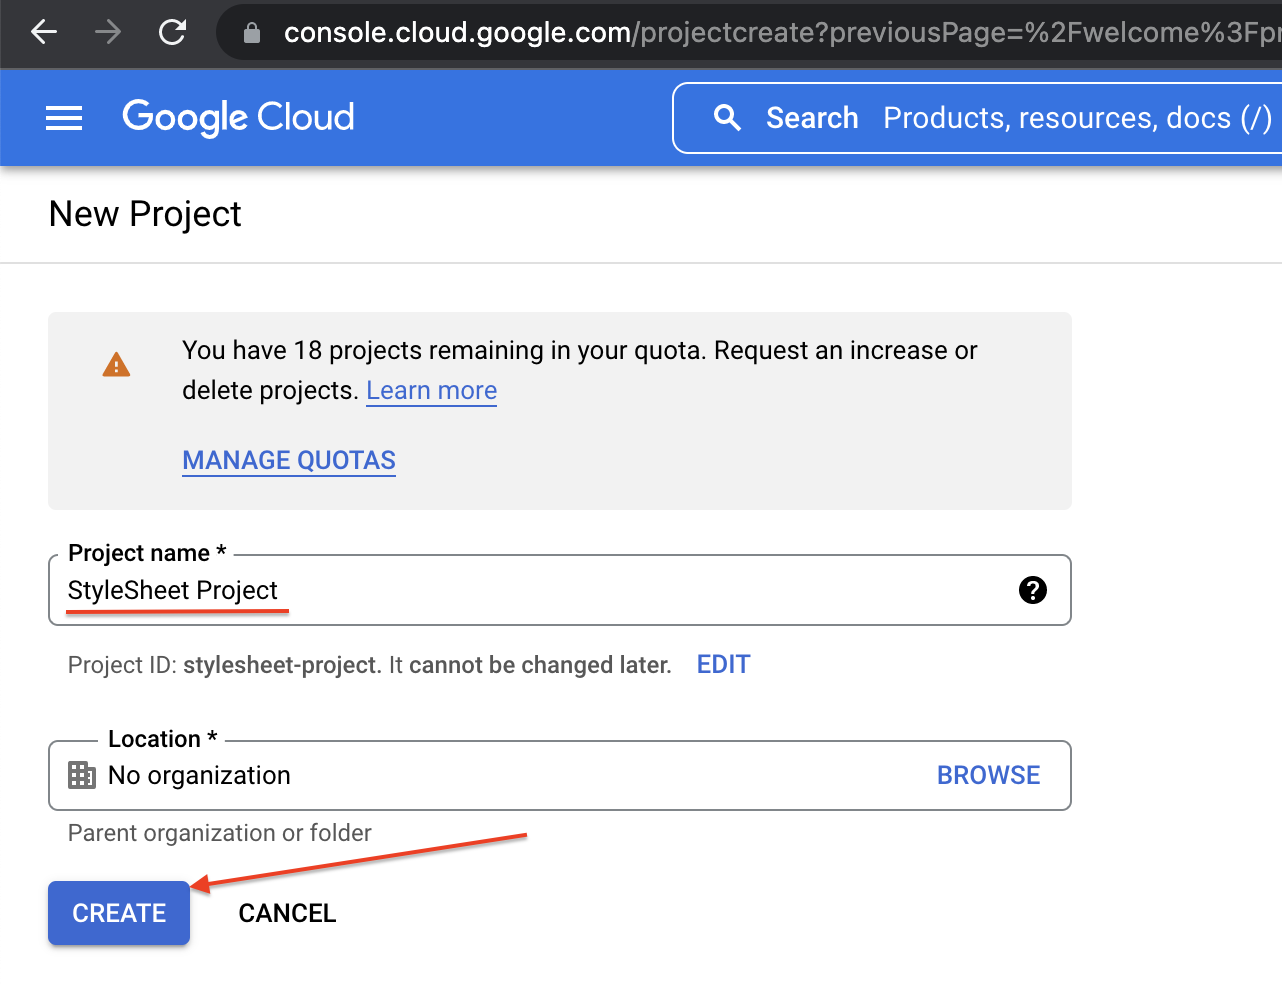 console.cloud.google.com/projectcreate?previousPage=%2Fwelcome%3Fpr
Google Cloud
Search Products, resources, docs (/)
New Project
You have 18 projects remaining in your quota. Request an increase or
delete projects. Learn more
MANAGE QUOTAS
Project name *
StyleSheet Project
Project ID: stylesheet-project. It cannot be changed later. EDIT
Location *
No organization BROWSE
Parent organization or folder
CREATE CANCEL